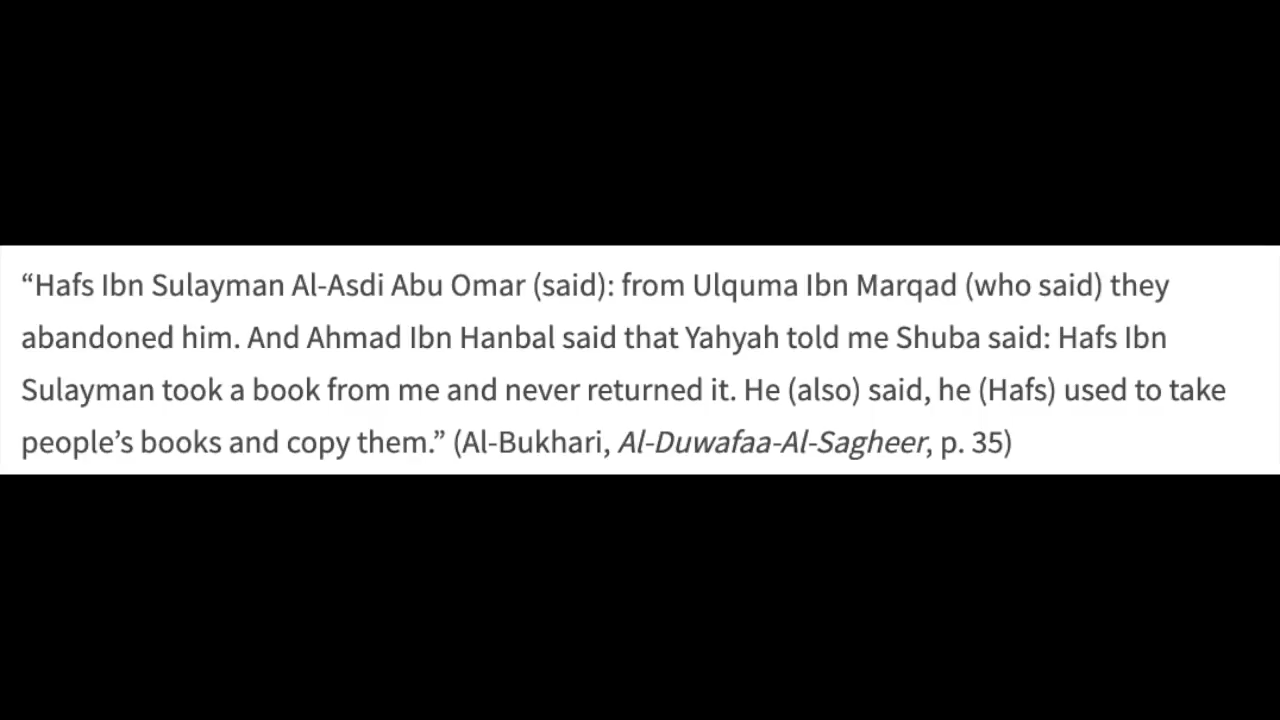 “Hafs Ibn Sulayman Al-Asdi Abu Omar (said): from Ulquma Ibn Marqad (who said) they
abandoned him. And Ahmad Ibn Hanbal said that Yahyah told me Shuba said: Hafs Ibn
Sulayman took a book from me and never returned it. He (also) said, he (Hafs) used to take
people’s books and copy them.” (Al-Bukhari, Al-Duwafaa-Al-Sagheer, p. 35)